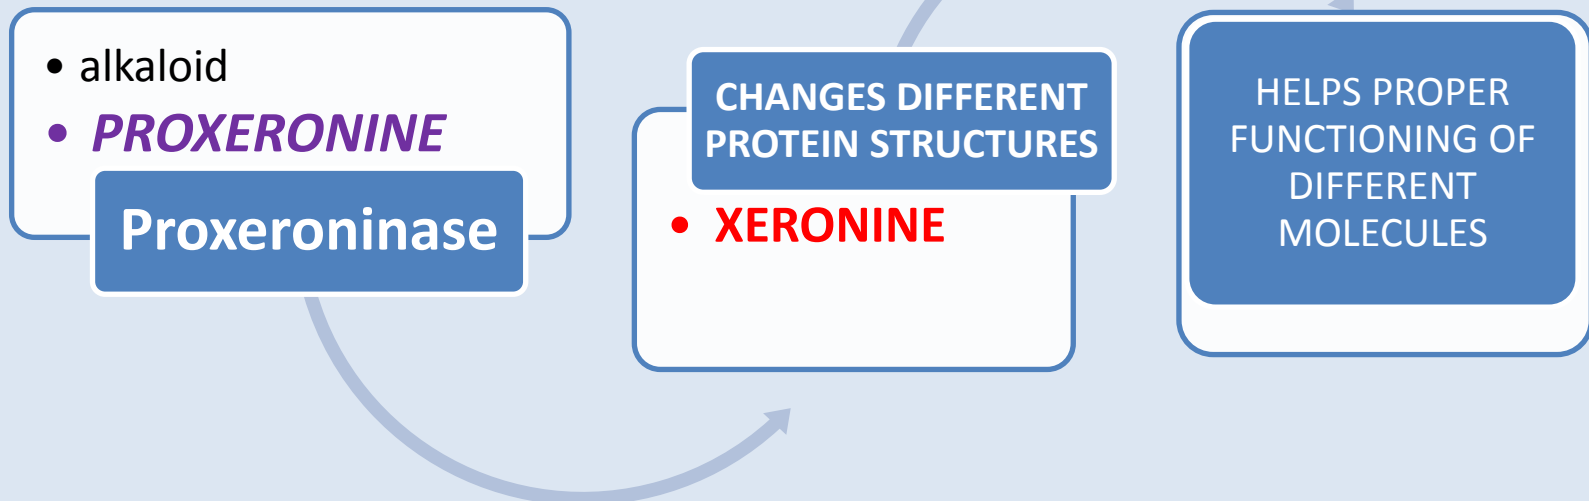 • alkaloid
• PROXERONINE
Proxeroninase
CHANGES DIFFERENT
PROTEIN STRUCTURES
• XERONINE
HELPS PROPER
FUNCTIONING OF
DIFFERENT
MOLECULES